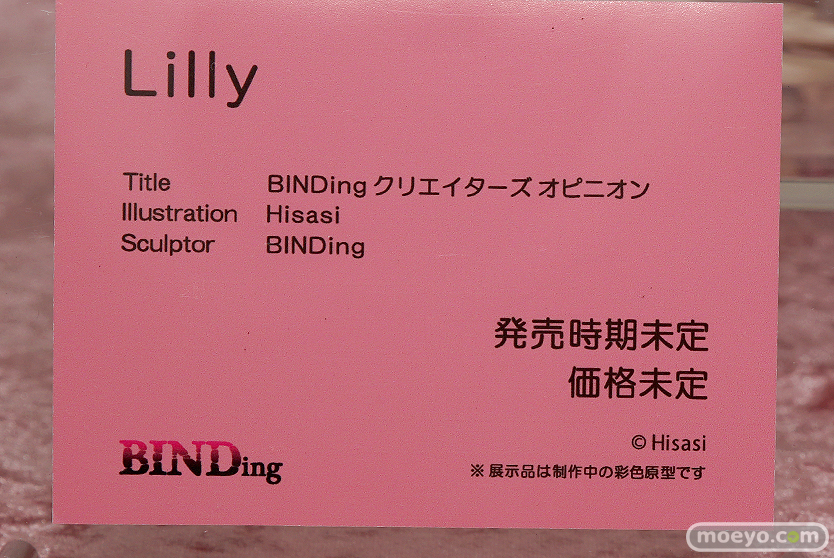 Lilly
Title BINDing クリエイターズ オピニオン
Illustration Hisasi
Sculptor BINDing
発売時期未定
価格未定
© Hisasi
BINDing
※ 展示品は制作中の彩色原型です
moeyo.com